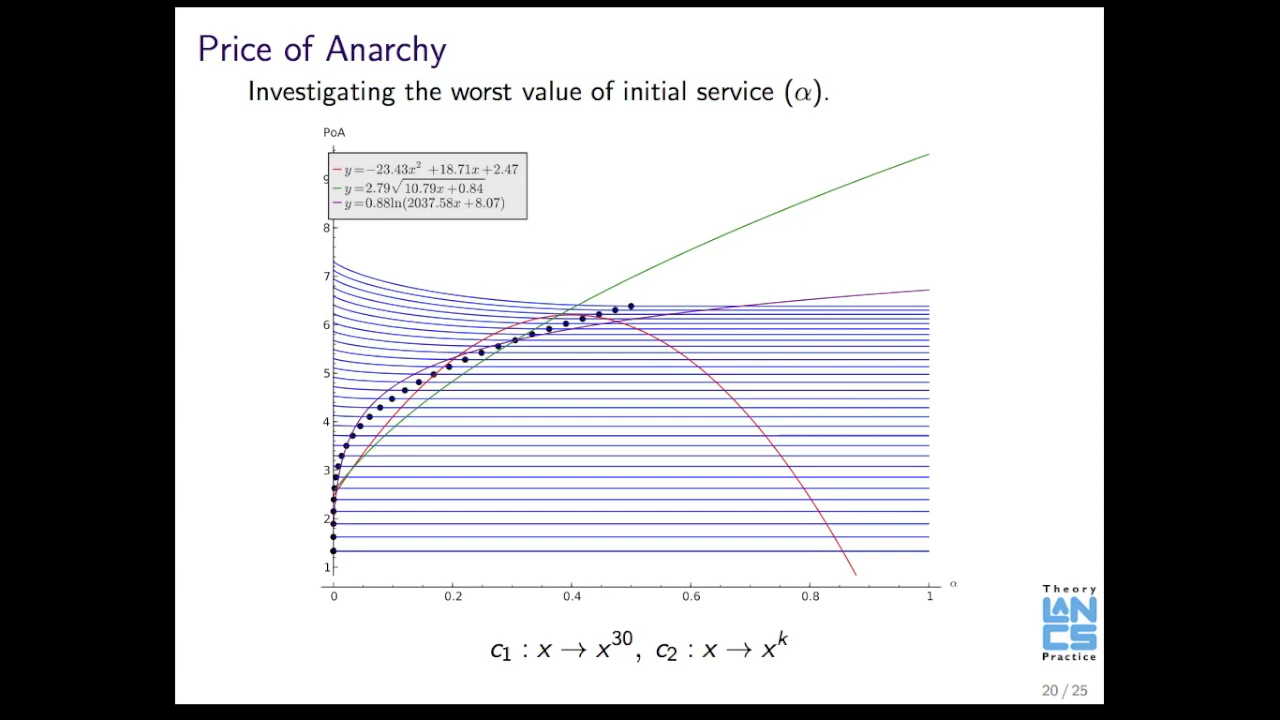 Price of Anarchy
Investigating the worst value of initial service (α).
PoA
y=−23.43x² +18.71x+2.47
y=2.79√(10.79x+0.84)
y=0.88ln(2037.58x+8.07)
9
8
7
6
5
4
3
2
1
0 0.2 0.4 0.6 0.8 1
α
c₁ : x → x³⁰, c₂ : x → xᵏ
Theory
LANCS
Practice
20 / 25